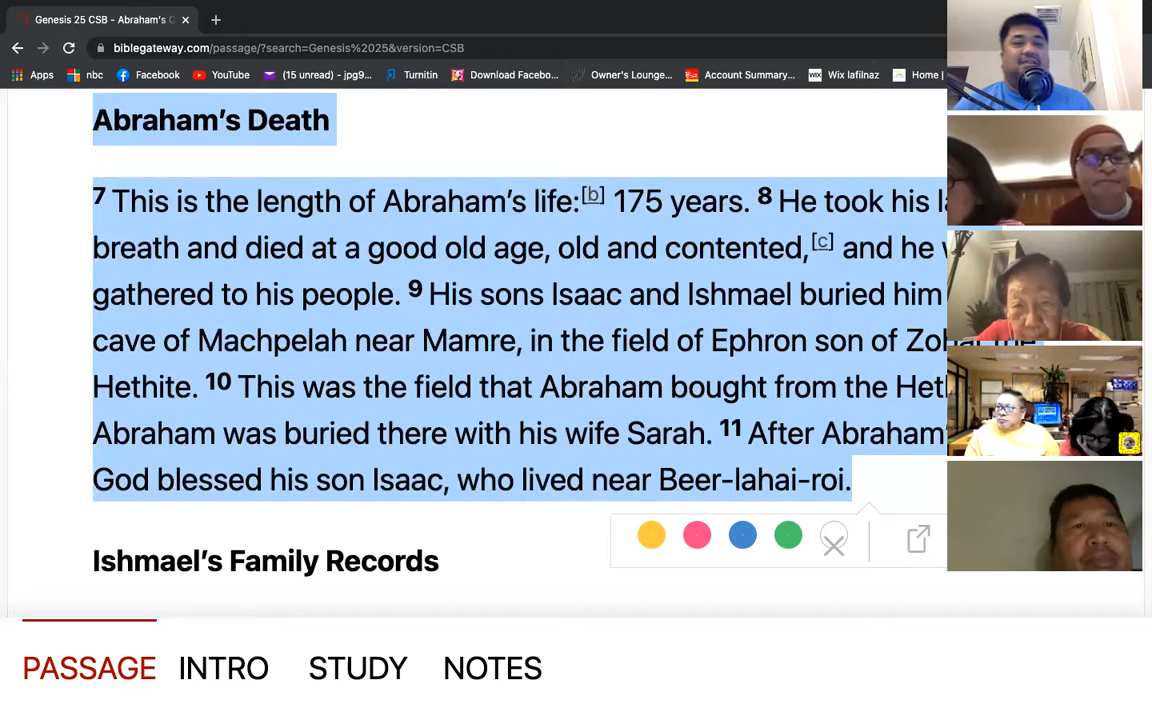 Genesis 25 CSB - Abraham's
biblegateway.com/passage/?search=Genesis%2025&version=CSB
Apps nbc Facebook YouTube (15 unread) - jpg9... Turnitin Download Facebo... Owner's Lounge... Account Summary... WIX Wix lafilnaz Home |
Abraham's Death
7 This is the length of Abraham's life:[b] 175 years. 8 He took his
breath and died at a good old age, old and contented,[c] and he
gathered to his people. 9 His sons Isaac and Ishmael buried him
cave of Machpelah near Mamre, in the field of Ephron son of
Hethite. 10 This was the field that Abraham bought from the
Abraham was buried there with his wife Sarah. 11 After
God blessed his son Isaac, who lived near Beer-lahai-roi.
Ishmael's Family Records
PASSAGE INTRO STUDY NOTES